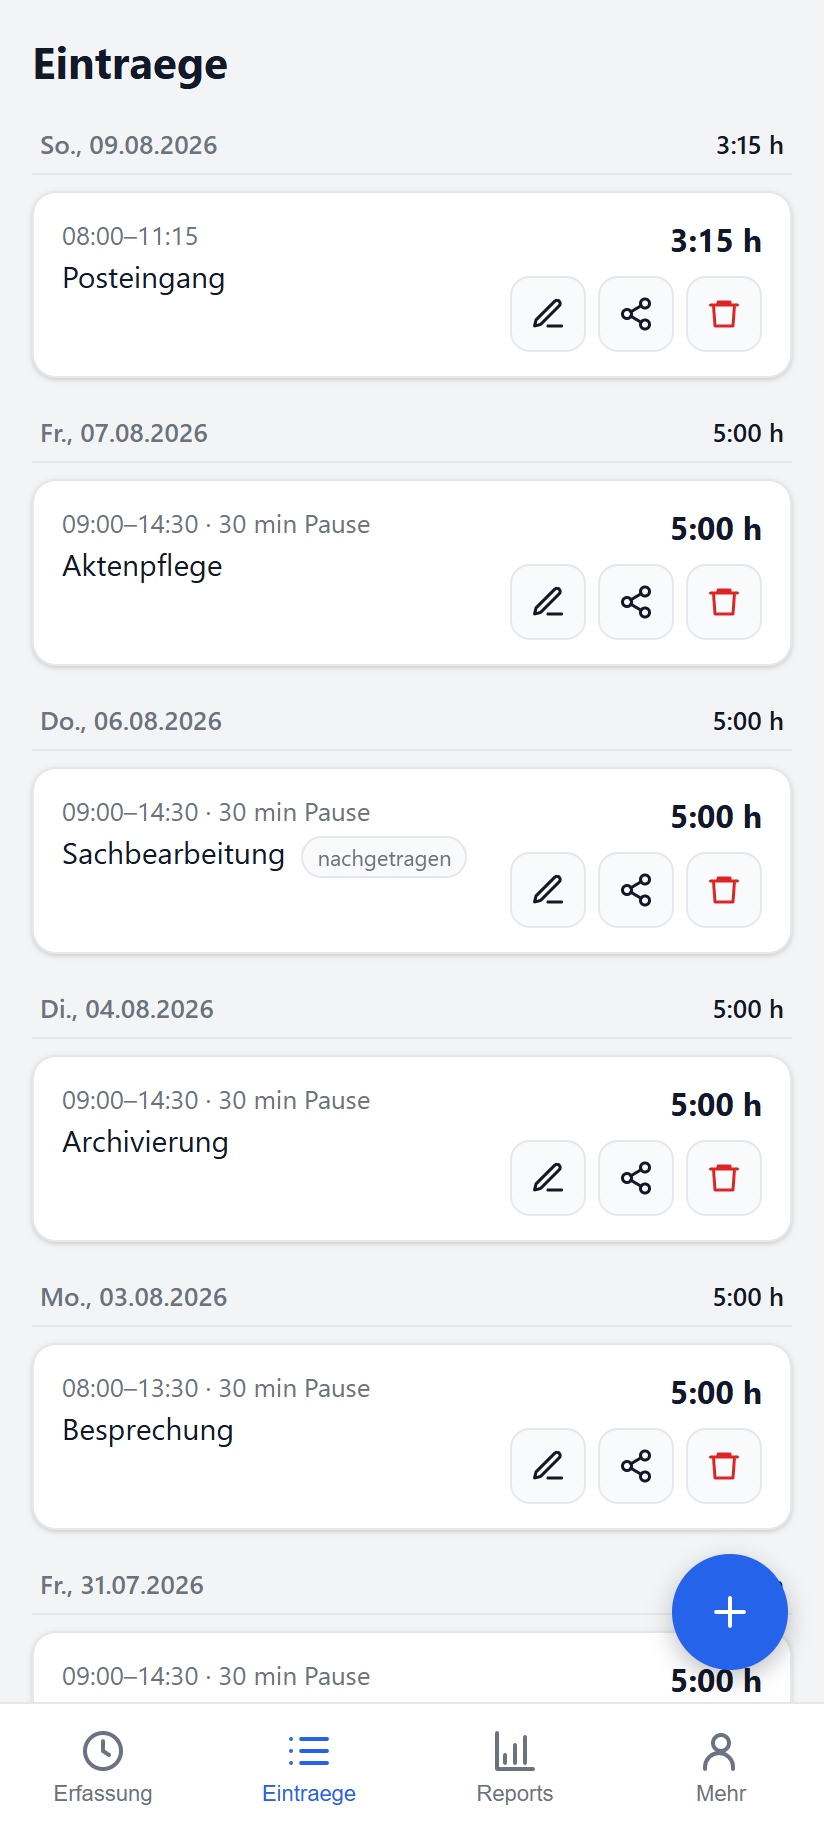 Eintraege
So., 09.08.2026 3:15 h
08:00–11:15 3:15 h
Posteingang
Fr., 07.08.2026 5:00 h
09:00–14:30 · 30 min Pause 5:00 h
Aktenpflege
Do., 06.08.2026 5:00 h
09:00–14:30 · 30 min Pause 5:00 h
Sachbearbeitung nachgetragen
Di., 04.08.2026 5:00 h
09:00–14:30 · 30 min Pause 5:00 h
Archivierung
Mo., 03.08.2026 5:00 h
08:00–13:30 · 30 min Pause 5:00 h
Besprechung
Fr., 31.07.2026
09:00–14:30 · 30 min Pause 5:00 h
Erfassung Eintraege Reports Mehr